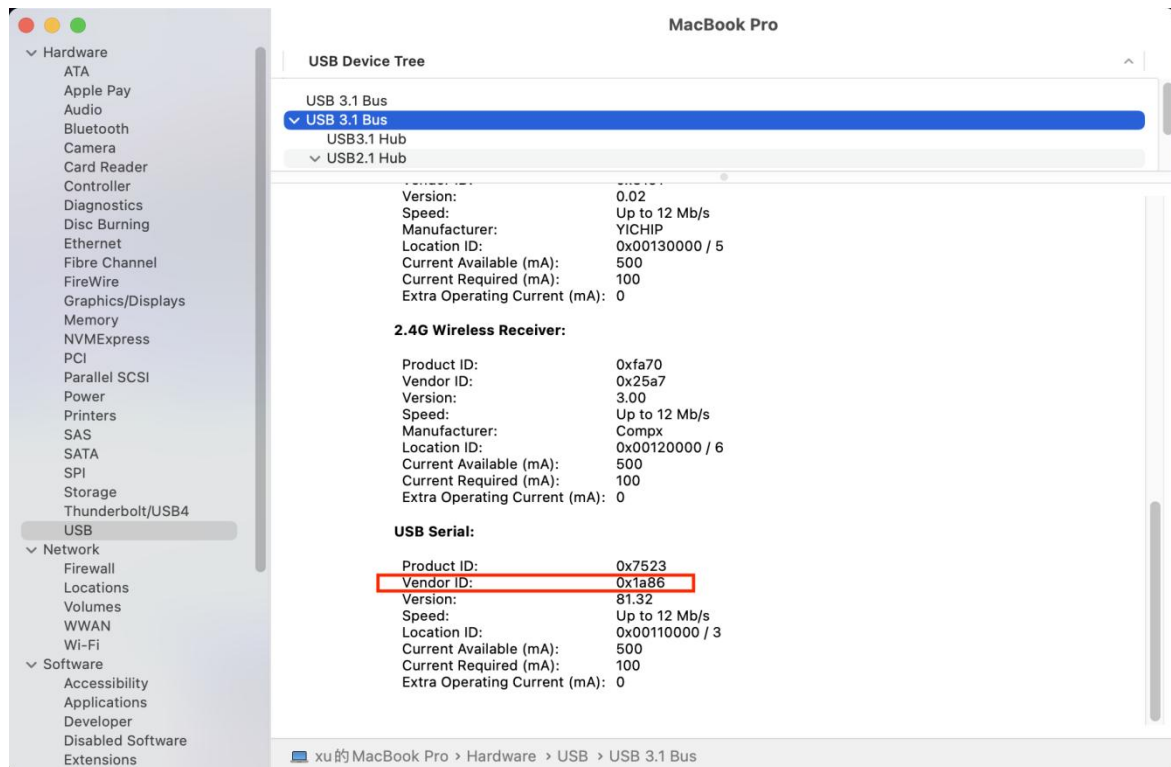 MacBook Pro
Hardware
ATA
Apple Pay
Audio
Bluetooth
Camera
Card Reader
Controller
Diagnostics
Disc Burning
Ethernet
Fibre Channel
FireWire
Graphics/Displays
Memory
NVMExpress
PCI
Parallel SCSI
Power
Printers
SAS
SATA
SPI
Storage
Thunderbolt/USB4
USB
Network
Firewall
Locations
Volumes
WWAN
Wi-Fi
Software
Accessibility
Applications
Developer
Disabled Software
Extensions
USB Device Tree
USB 3.1 Bus
USB 3.1 Bus
USB3.1 Hub
USB2.1 Hub
Version: 0.02
Speed: Up to 12 Mb/s
Manufacturer: YICHIP
Location ID: 0x00130000 / 5
Current Available (mA): 500
Current Required (mA): 100
Extra Operating Current (mA): 0
2.4G Wireless Receiver:
Product ID: 0xfa70
Vendor ID: 0x25a7
Version: 3.00
Speed: Up to 12 Mb/s
Manufacturer: Compx
Location ID: 0x00120000 / 6
Current Available (mA): 500
Current Required (mA): 100
Extra Operating Current (mA): 0
USB Serial:
Product ID: 0x7523
Vendor ID: 0x1a86
Version: 81.32
Speed: Up to 12 Mb/s
Location ID: 0x00110000 / 3
Current Available (mA): 500
Current Required (mA): 100
Extra Operating Current (mA): 0
xu的MacBook Pro › Hardware › USB › USB 3.1 Bus